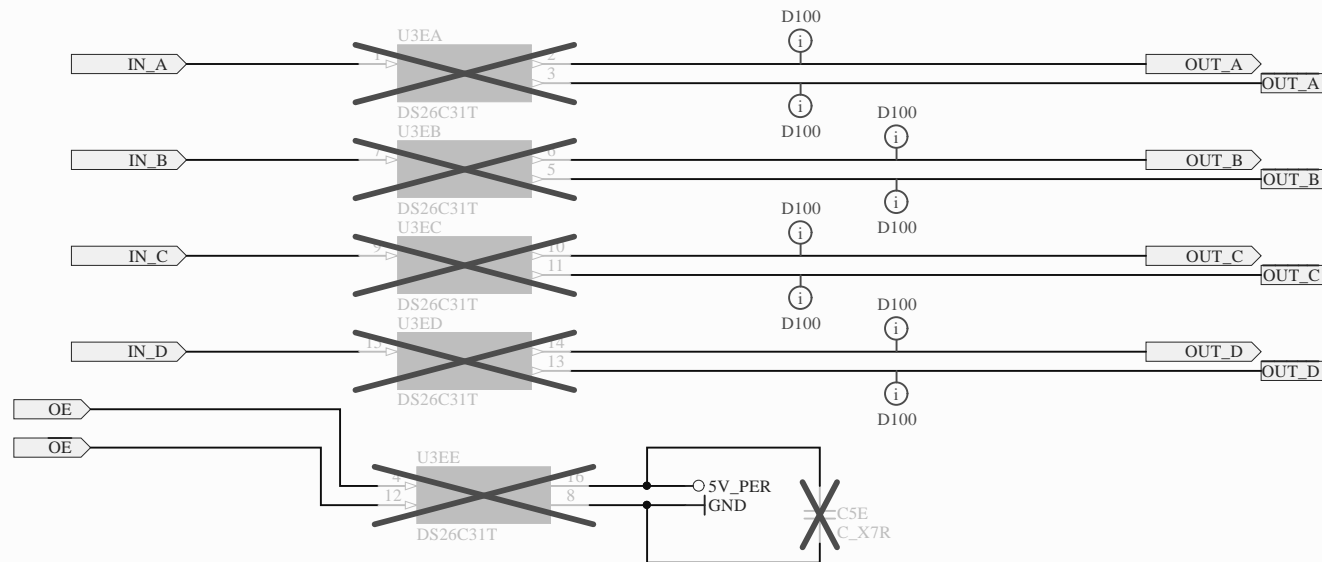 D100
U3EA
IN_A 1 2 OUT_A
3 OUT_A
DS26C31T
D100
D100
U3EB
IN_B 7 6 OUT_B
5 OUT_B
DS26C31T
D100
D100
U3EC
IN_C 9 10 OUT_C
11 OUT_C
DS26C31T
D100
D100
U3ED
IN_D 15 14 OUT_D
13 OUT_D
DS26C31T
D100
OE
OE
U3EE
4 16 5V_PER
12 8 GND
C5E
C_X7R
DS26C31T